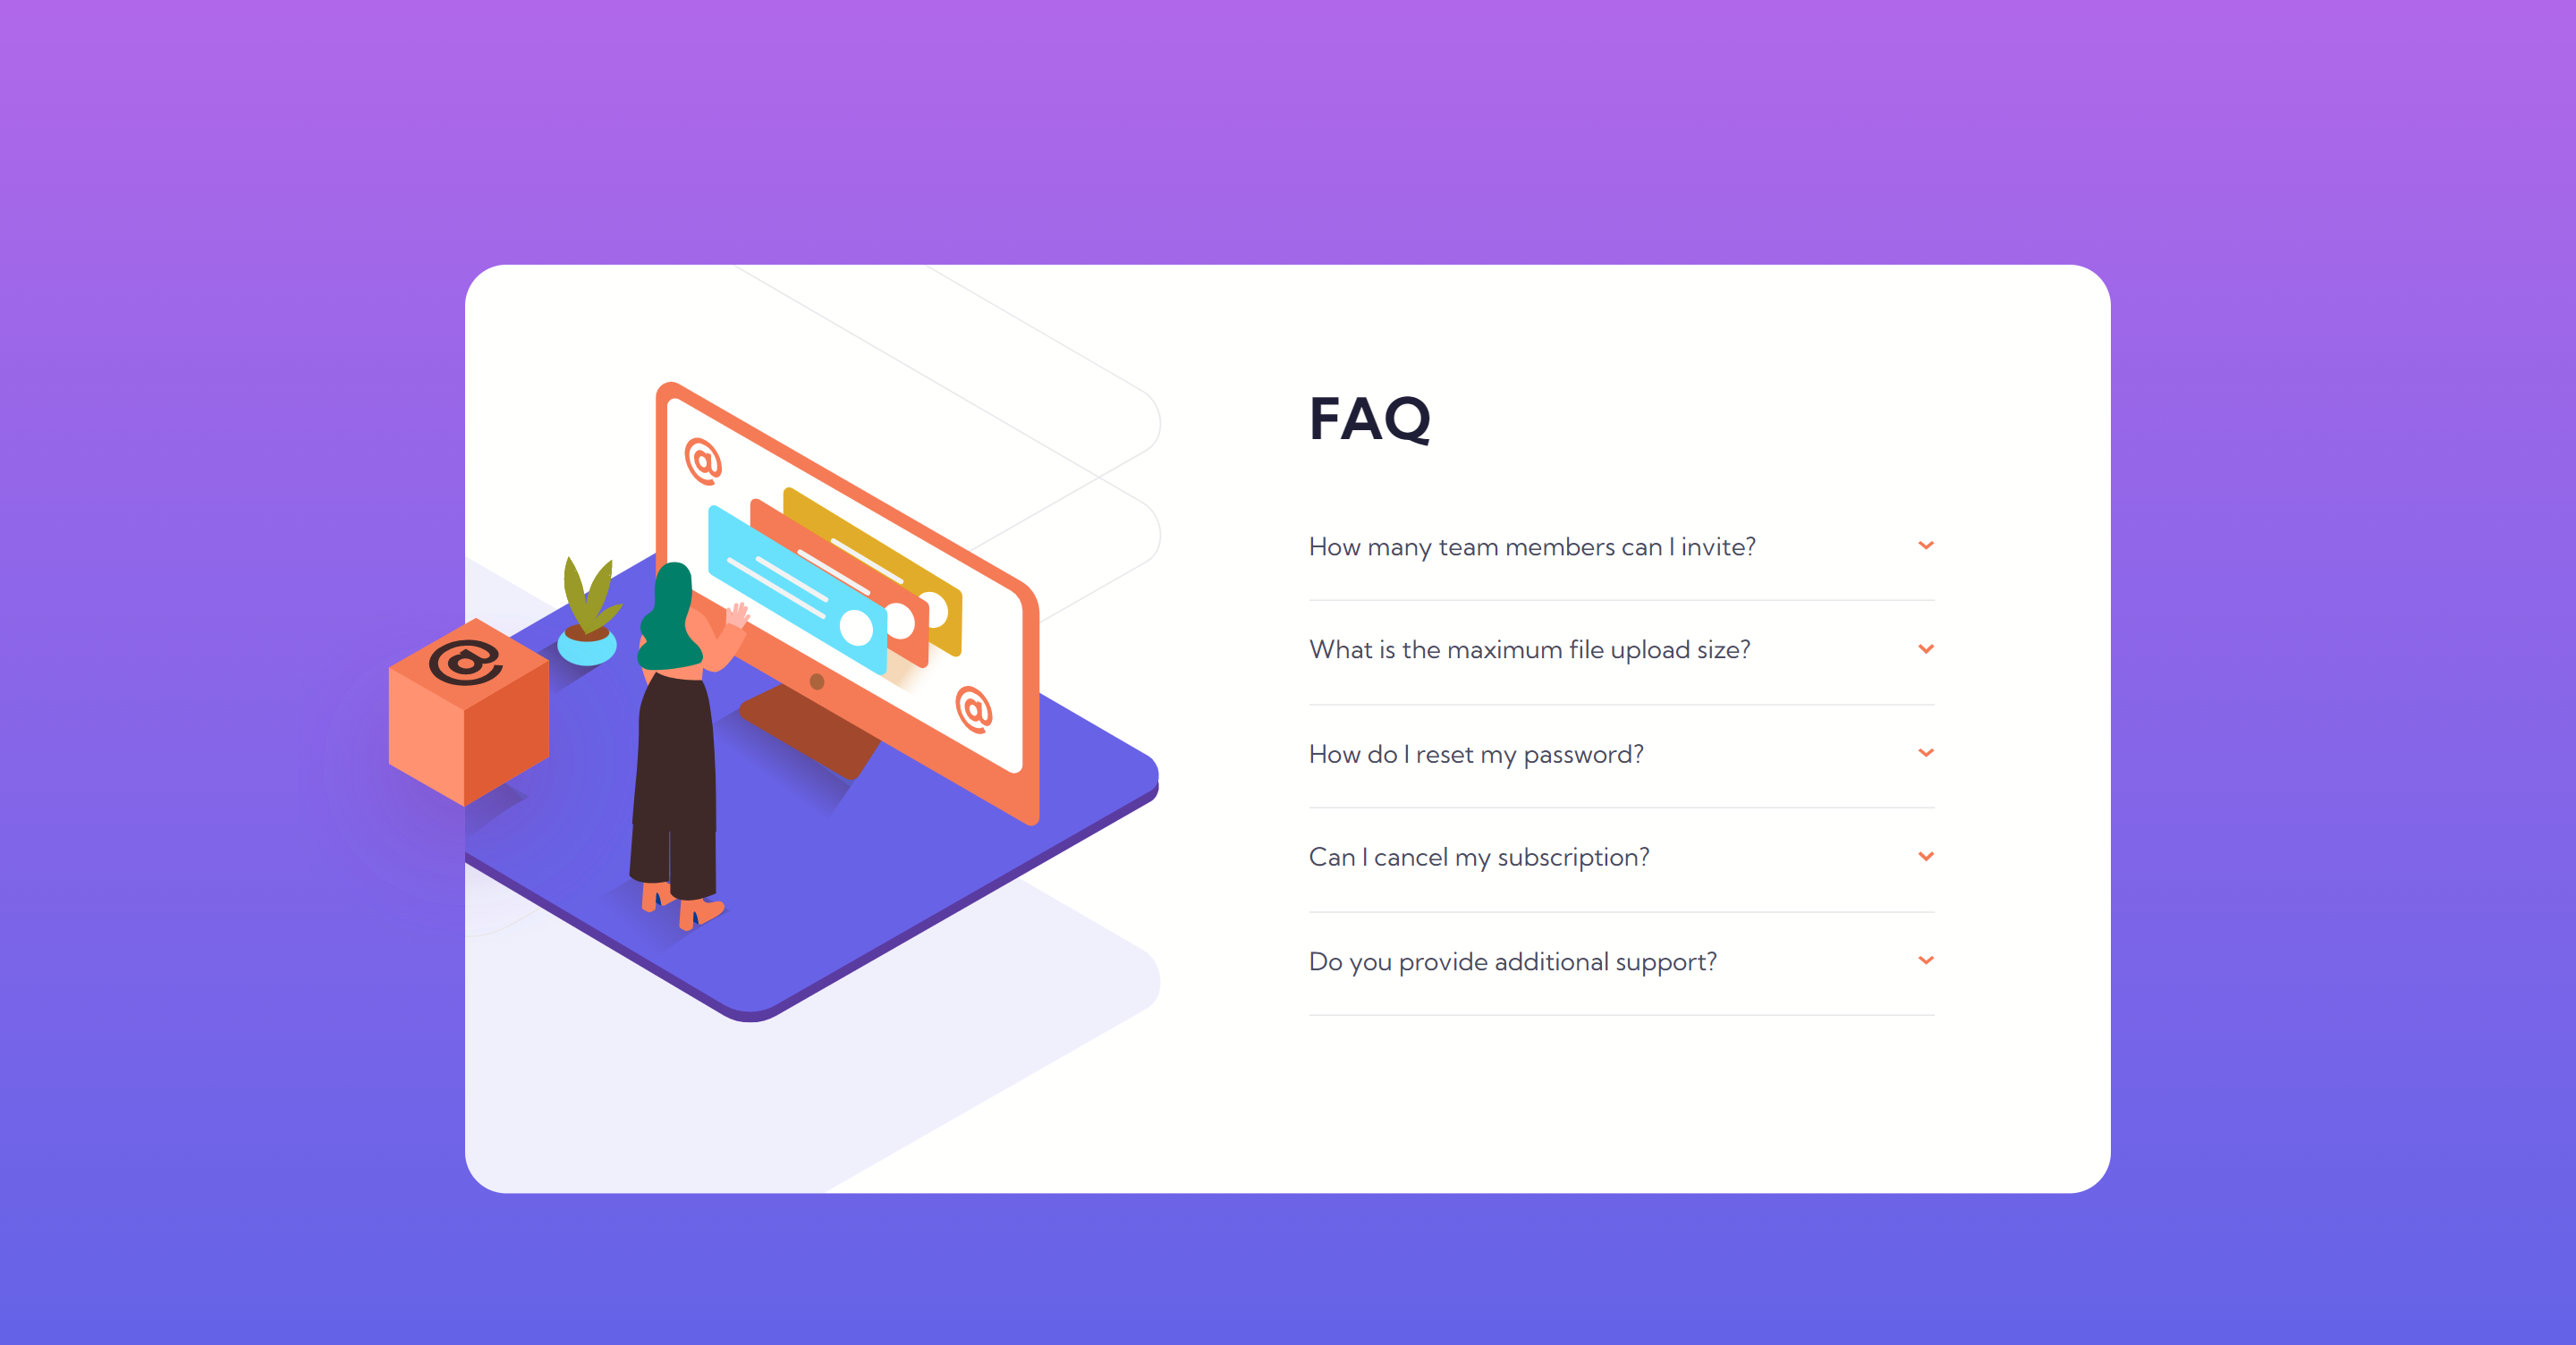 FAQ
How many team members can I invite?
What is the maximum file upload size?
How do I reset my password?
Can I cancel my subscription?
Do you provide additional support?
@
@
@